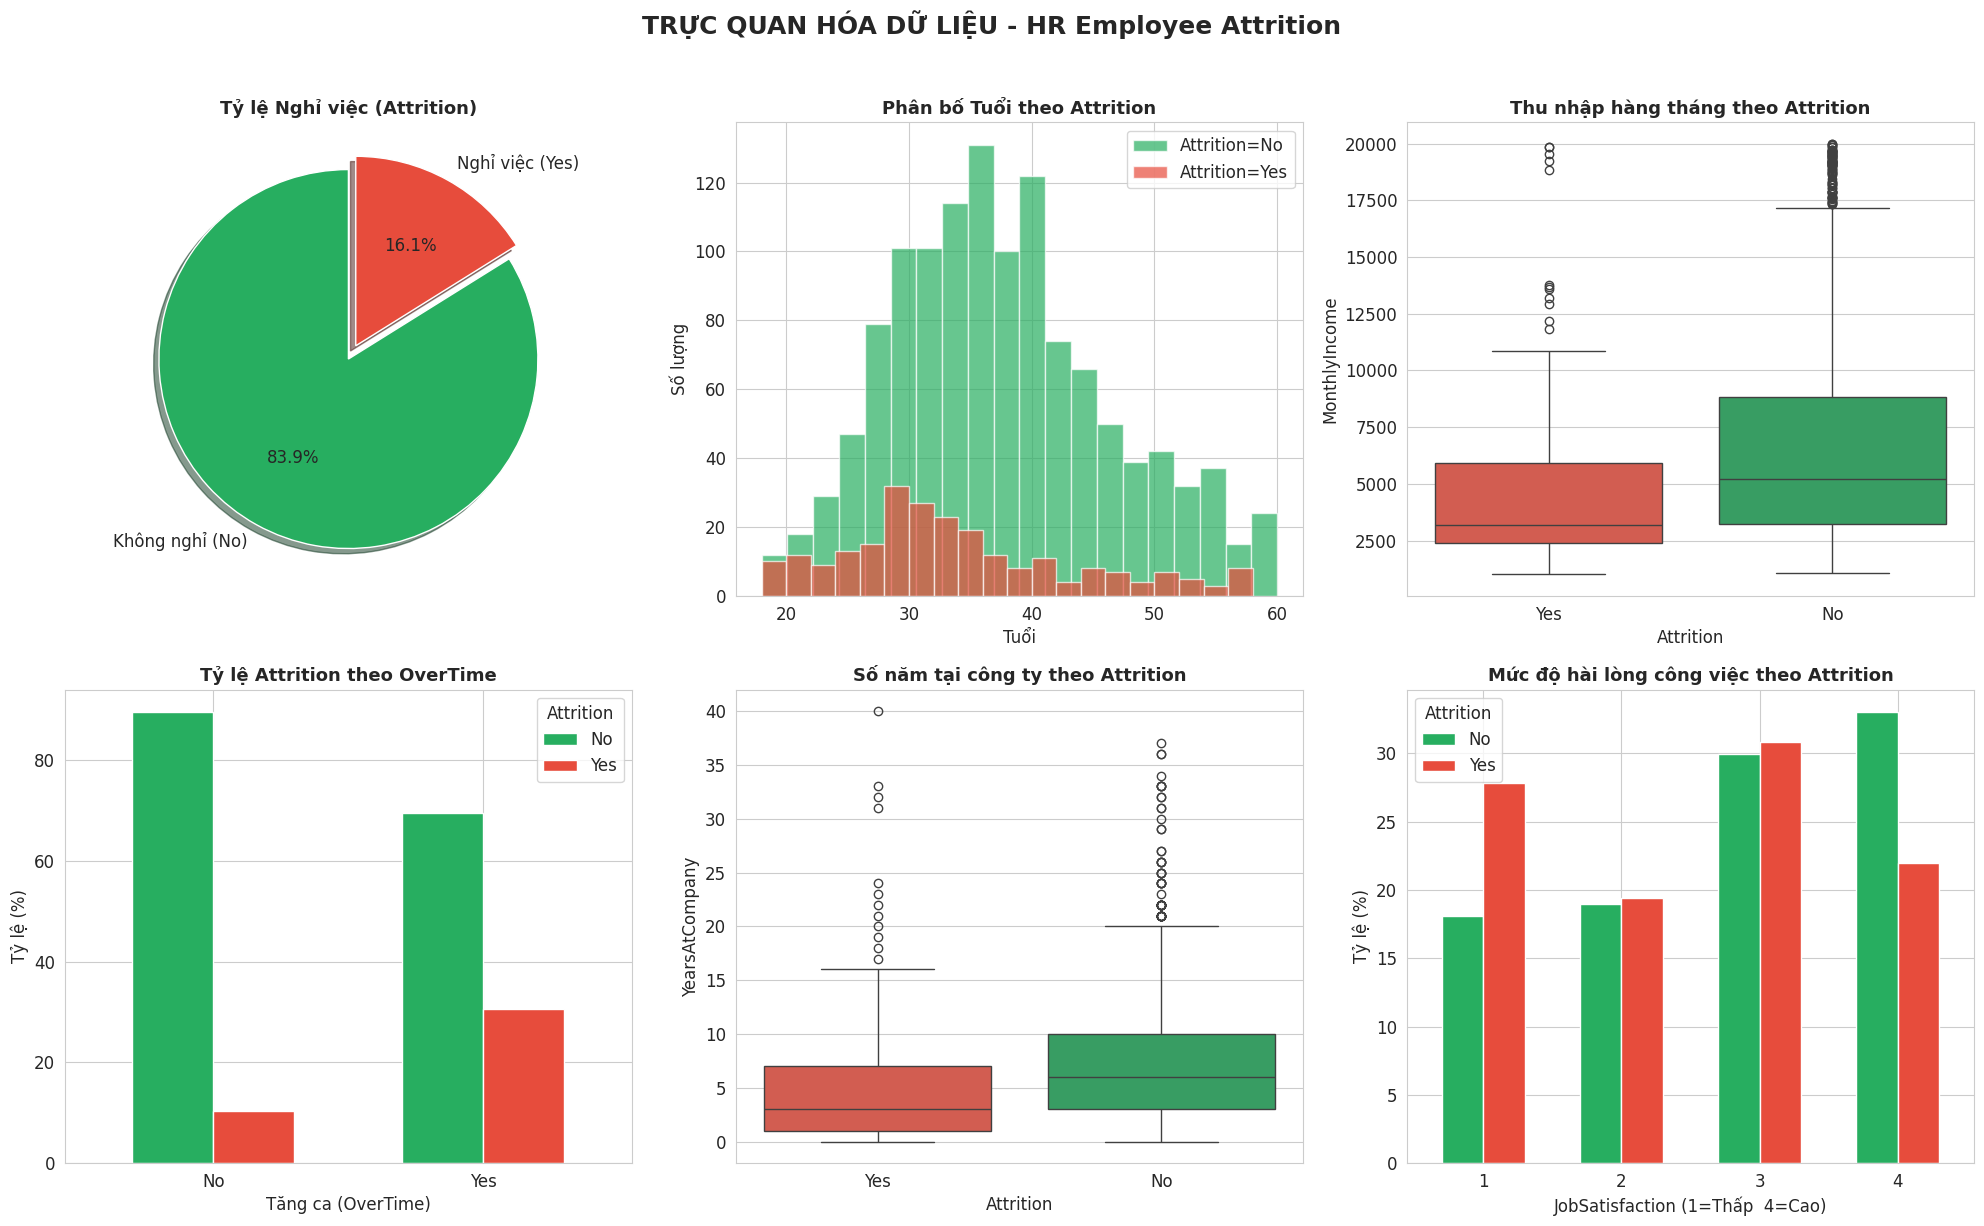 TRỰC QUAN HÓA DỮ LIỆU - HR Employee Attrition
Tỷ lệ Nghỉ việc (Attrition)
Nghỉ việc (Yes)
16.1%
83.9%
Không nghỉ (No)
Phân bố Tuổi theo Attrition
Attrition=No
Attrition=Yes
Số lượng
120
100
80
60
40
20
0
20 30 40 50 60
Tuổi
Thu nhập hàng tháng theo Attrition
MonthlyIncome
20000
17500
15000
12500
10000
7500
5000
2500
Yes No
Attrition
Tỷ lệ Attrition theo OverTime
Attrition
No
Yes
Tỷ lệ (%)
80
60
40
20
0
No Yes
Tăng ca (OverTime)
Số năm tại công ty theo Attrition
YearsAtCompany
40
35
30
25
20
15
10
5
0
Yes No
Attrition
Mức độ hài lòng công việc theo Attrition
Attrition
No
Yes
Tỷ lệ (%)
30
25
20
15
10
5
0
1 2 3 4
JobSatisfaction (1=Thấp 4=Cao)